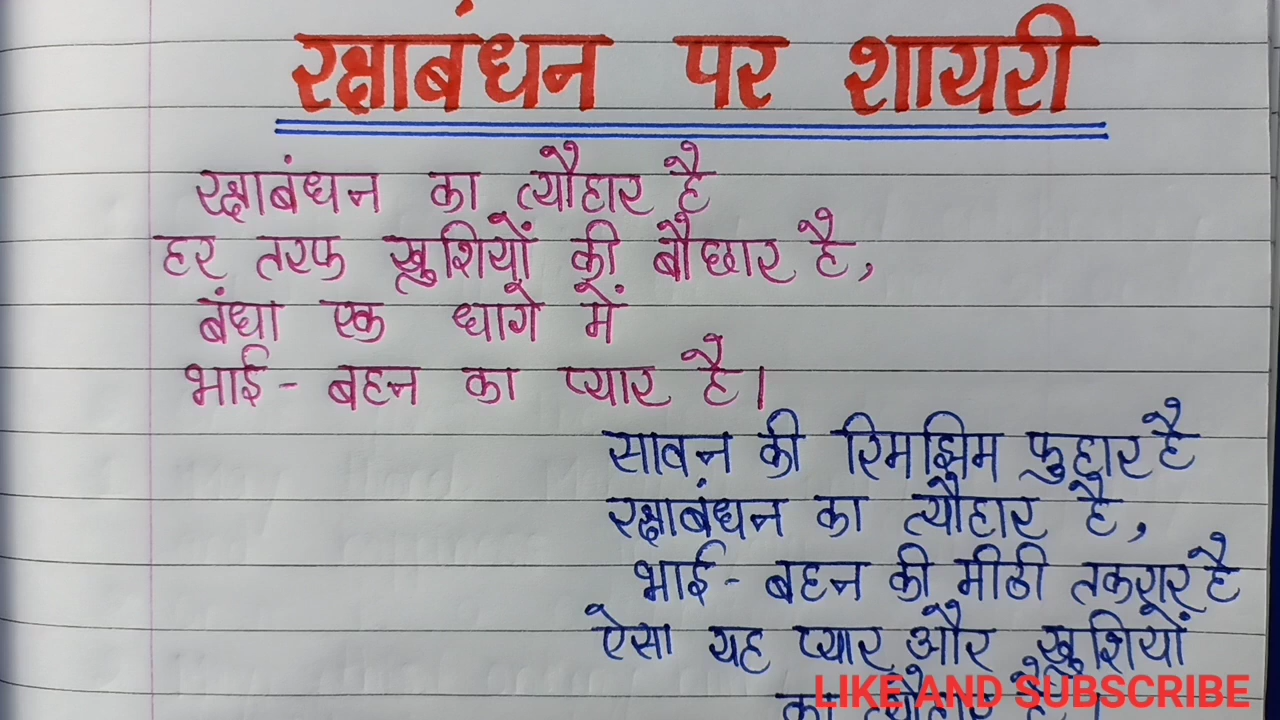 रक्षाबंधन पर शायरी
रक्षाबंधन का त्यौहार है
हर तरफ खुशियों की बौछार है,
बंधा एक धागे में
भाई - बहन का प्यार है।
सावन की रिमझिम फुहार है
रक्षाबंधन का त्यौहार है,
भाई - बहन की मीठी तकरार है
ऐसा यह प्यार और खुशियों
का त्यौहार है।
LIKE AND SUBSCRIBE